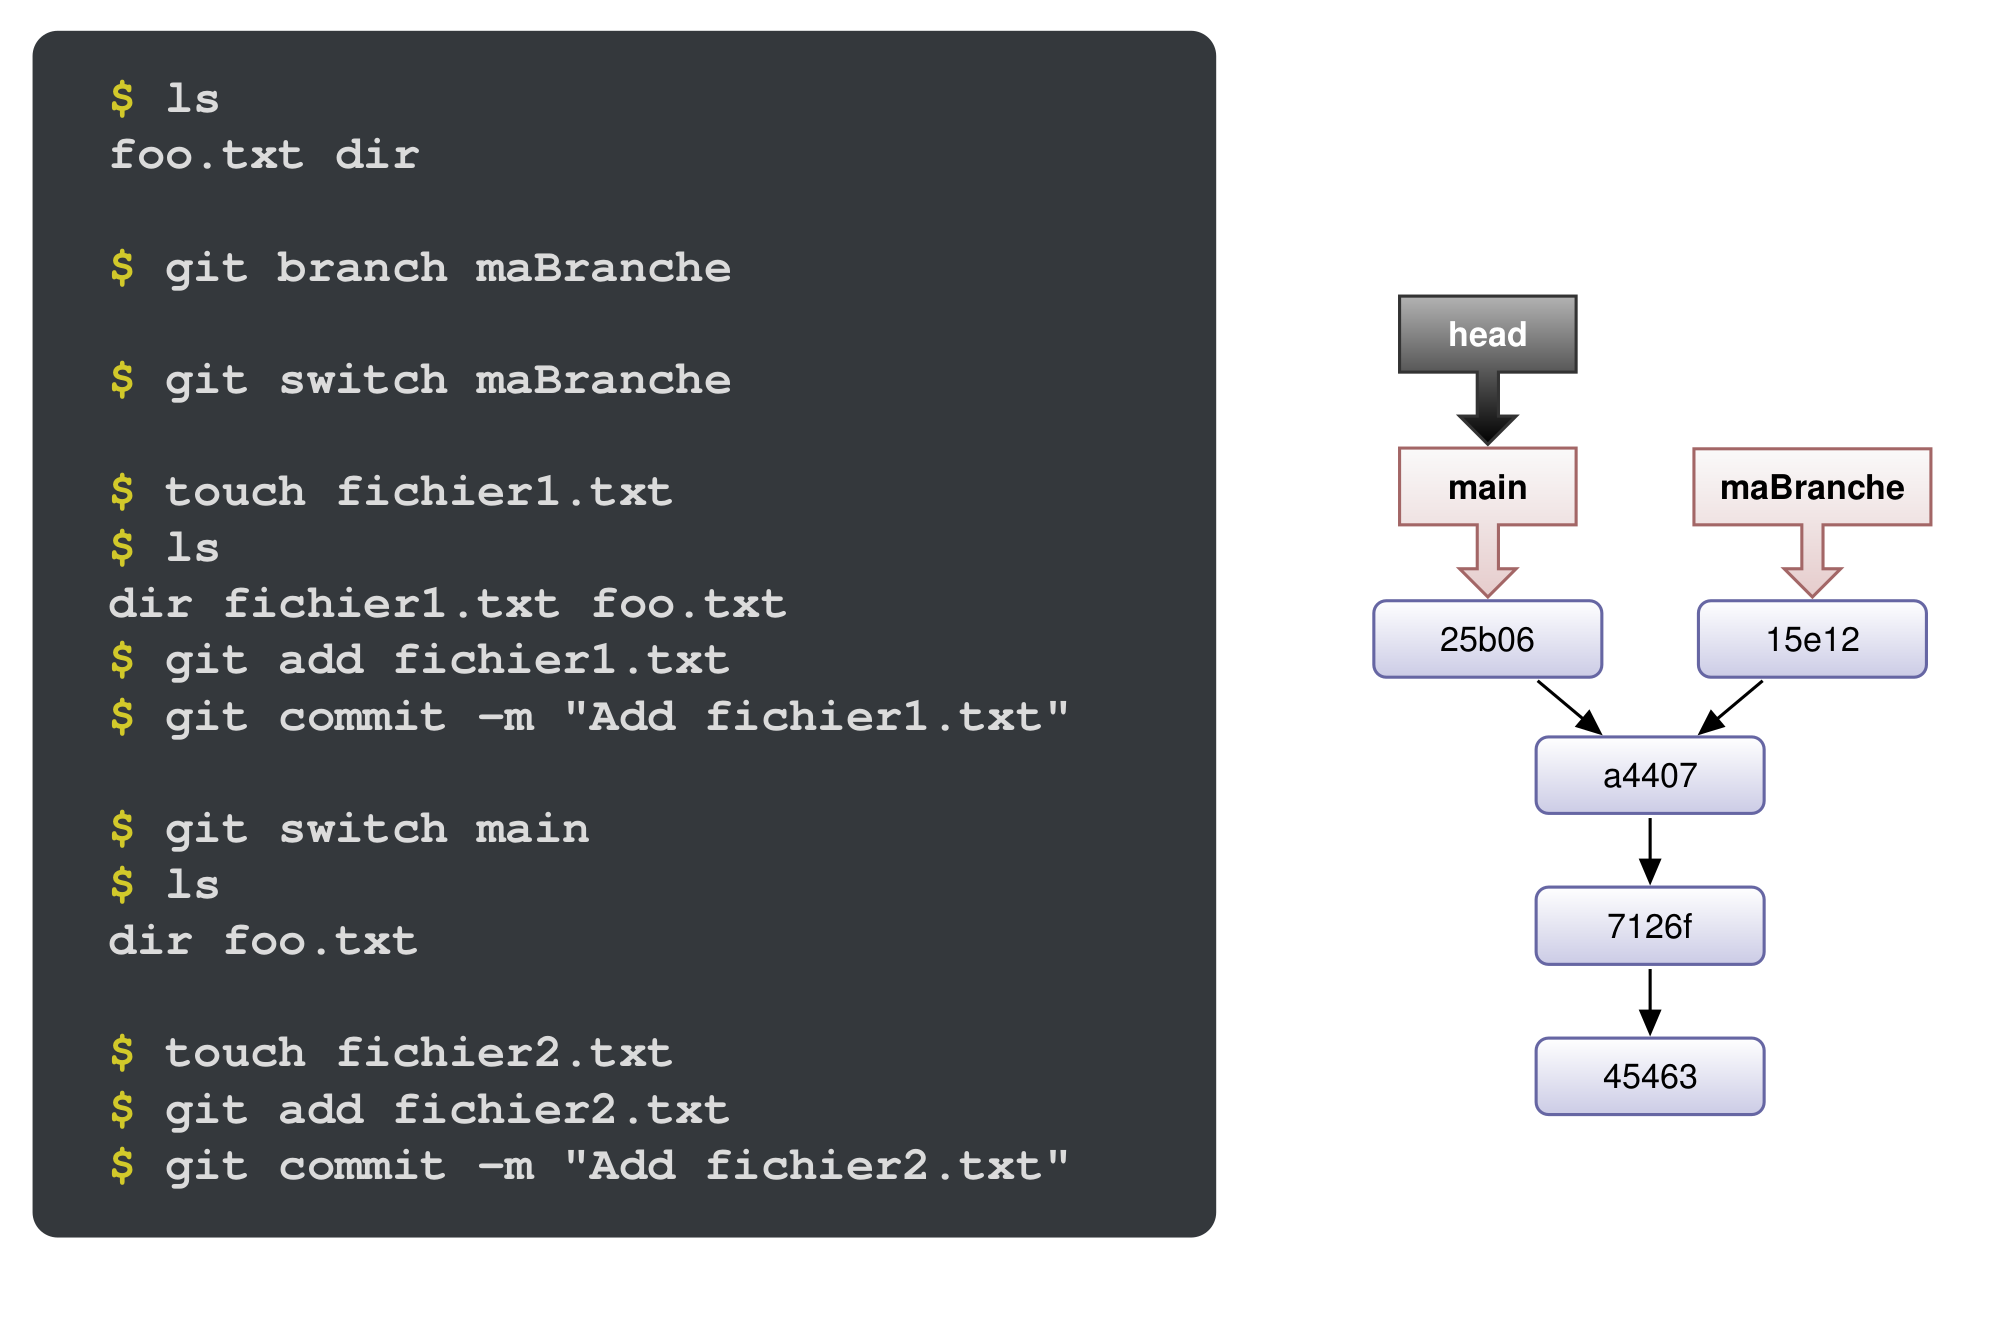 $ ls
foo.txt dir
$ git branch maBranche
$ git switch maBranche
$ touch fichier1.txt
$ ls
dir fichier1.txt foo.txt
$ git add fichier1.txt
$ git commit -m "Add fichier1.txt"
$ git switch main
$ ls
dir foo.txt
$ touch fichier2.txt
$ git add fichier2.txt
$ git commit -m "Add fichier2.txt"
head
main maBranche
25b06 15e12
a4407
7126f
45463